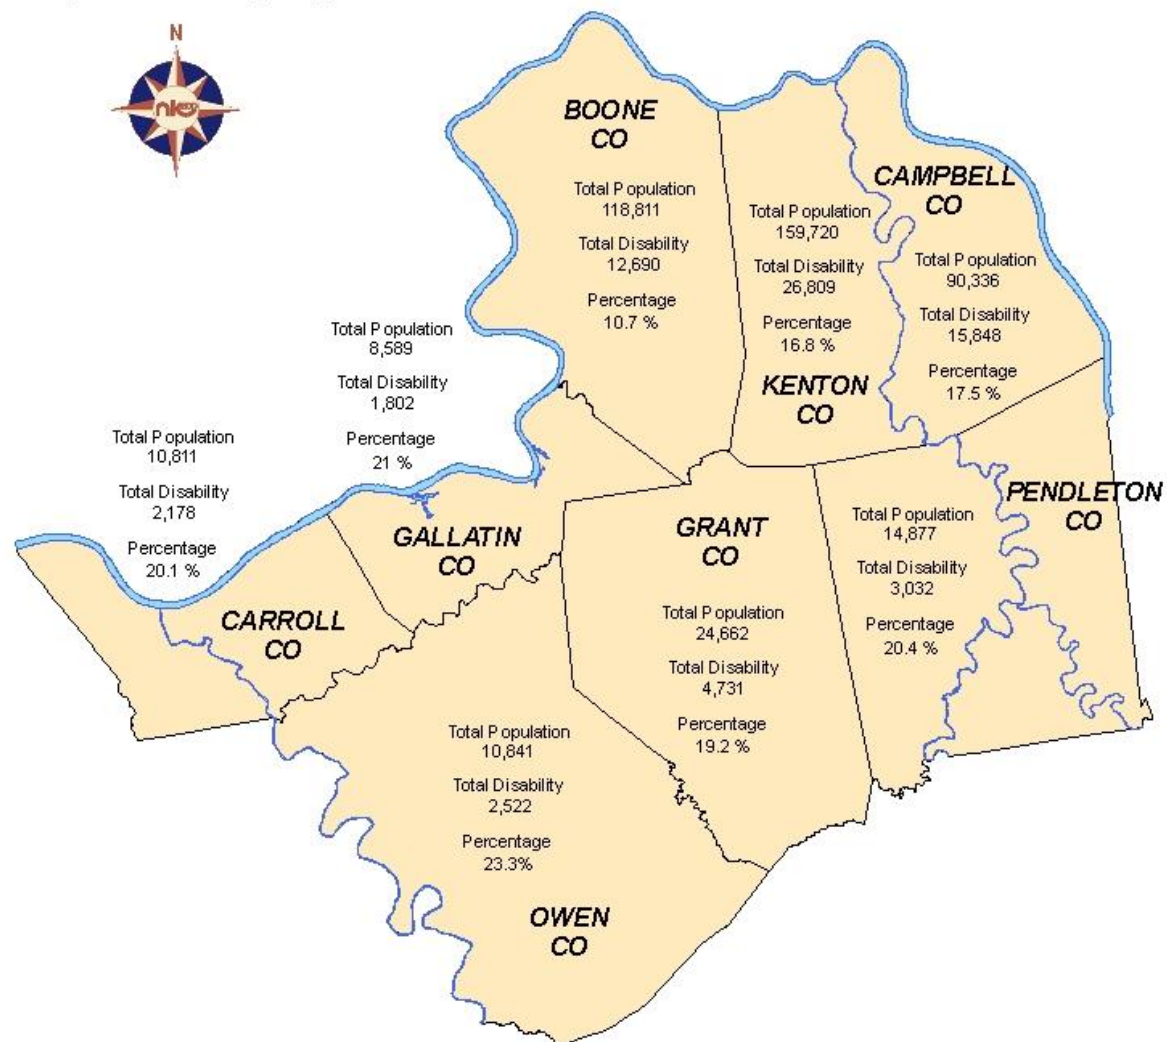 N
nk
BOONE
CO
Total Population
118,811
Total Disability
12,690
Percentage
10.7 %
Total Population
159,720
Total Disability
26,809
Percentage
16.8 %
KENTON
CO
CAMPBELL
CO
Total Population
90,336
Total Disability
15,848
Percentage
17.5 %
Total Population
8,589
Total Disability
1,802
Percentage
21 %
GALLATIN
CO
Total Population
10,811
Total Disability
2,178
Percentage
20.1 %
CARROLL
CO
GRANT
CO
Total Population
24,662
Total Disability
4,731
Percentage
19.2 %
PENDLETON
CO
Total Population
14,877
Total Disability
3,032
Percentage
20.4 %
Total Population
10,841
Total Disability
2,522
Percentage
23.3%
OWEN
CO